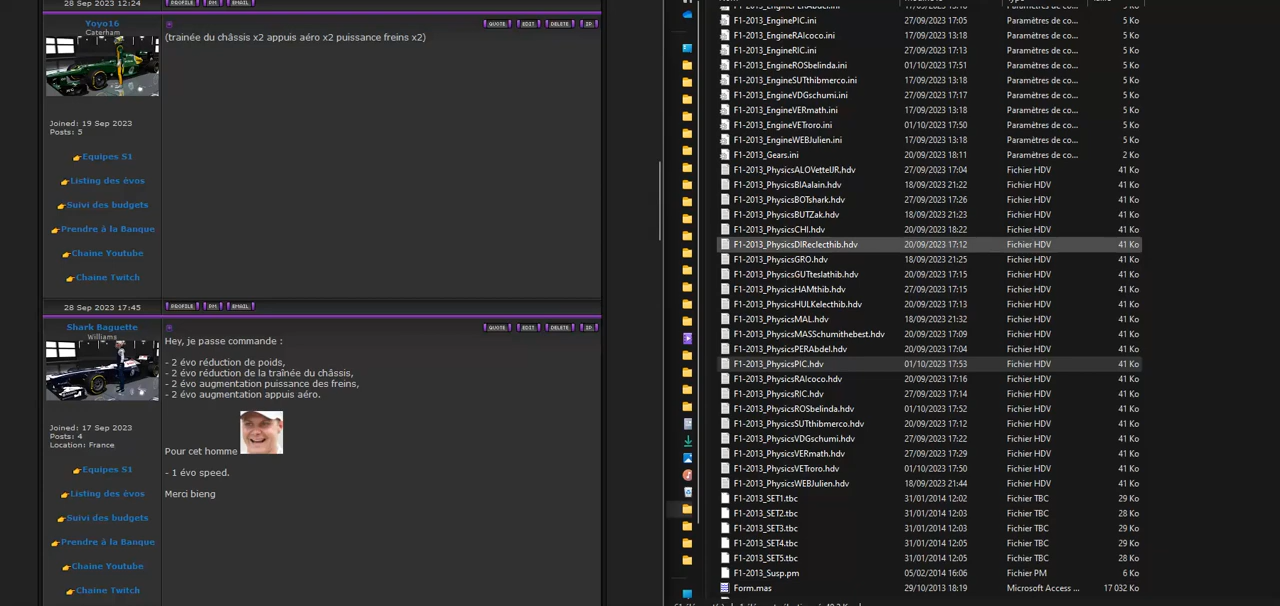 28 Sep 2023 12:24
PROFILE PM EMAIL
Yoyo16
Caterham
QUOTE EDIT DELETE IP
(trainée du châssis x2 appuis aéro x2 puissance freins x2)
Joined: 19 Sep 2023
Posts: 5
👉Equipes S1
👉Listing des évos
👉Suivi des budgets
👉Prendre à la Banque
👉Chaine Youtube
👉Chaine Twitch
28 Sep 2023 17:45
PROFILE PM EMAIL
Shark Baguette
Williams
QUOTE EDIT DELETE IP
Hey, je passe commande :
- 2 évo réduction de poids,
- 2 évo réduction de la traînée du châssis,
- 2 évo augmentation puissance des freins,
- 2 évo augmentation appuis aéro.
Pour cet homme
- 1 évo speed.
Merci bieng
Joined: 17 Sep 2023
Posts: 4
Location: France
👉Equipes S1
👉Listing des évos
👉Suivi des budgets
👉Prendre à la Banque
👉Chaine Youtube
👉Chaine Twitch
F1-2013_EnginePIC.ini 27/09/2023 17:05 Paramètres de co... 5 Ko
F1-2013_EngineRAIcoco.ini 17/09/2023 13:18 Paramètres de co... 5 Ko
F1-2013_EngineRIC.ini 27/09/2023 17:13 Paramètres de co... 5 Ko
F1-2013_EngineROSbelinda.ini 01/10/2023 17:51 Paramètres de co... 5 Ko
F1-2013_EngineSUTthibmerco.ini 17/09/2023 13:18 Paramètres de co... 5 Ko
F1-2013_EngineVDGschumi.ini 27/09/2023 17:22 Paramètres de co... 5 Ko
F1-2013_EngineVERmath.ini 17/09/2023 13:18 Paramètres de co... 5 Ko
F1-2013_EngineVETroro.ini 01/10/2023 17:50 Paramètres de co... 5 Ko
F1-2013_EngineWEBJulien.ini 17/09/2023 13:18 Paramètres de co... 5 Ko
F1-2013_Gears.ini 20/09/2023 18:11 Paramètres de co... 2 Ko
F1-2013_PhysicsALOVettelJR.hdv 27/09/2023 17:04 Fichier HDV 41 Ko
F1-2013_PhysicsBIAalain.hdv 18/09/2023 21:22 Fichier HDV 41 Ko
F1-2013_PhysicsBOTshark.hdv 27/09/2023 17:26 Fichier HDV 41 Ko
F1-2013_PhysicsBUTZak.hdv 18/09/2023 21:23 Fichier HDV 41 Ko
F1-2013_PhysicsCHI.hdv 20/09/2023 18:22 Fichier HDV 41 Ko
F1-2013_PhysicsDIReclecthib.hdv 20/09/2023 17:12 Fichier HDV 41 Ko
F1-2013_PhysicsGRO.hdv 18/09/2023 21:25 Fichier HDV 41 Ko
F1-2013_PhysicsGUTteslathib.hdv 27/09/2023 17:15 Fichier HDV 41 Ko
F1-2013_PhysicsHAMthib.hdv 27/09/2023 17:09 Fichier HDV 41 Ko
F1-2013_PhysicsHULKelecthib.hdv 27/09/2023 17:13 Fichier HDV 41 Ko
F1-2013_PhysicsMAL.hdv 18/09/2023 21:32 Fichier HDV 41 Ko
F1-2013_PhysicsMASSchumithebest.hdv 20/09/2023 17:09 Fichier HDV 41 Ko
F1-2013_PhysicsPERAbdel.hdv 20/09/2023 17:04 Fichier HDV 41 Ko
F1-2013_PhysicsPIC.hdv 01/10/2023 17:53 Fichier HDV 41 Ko
F1-2013_PhysicsRAIcoco.hdv 20/09/2023 17:16 Fichier HDV 41 Ko
F1-2013_PhysicsRIC.hdv 27/09/2023 17:14 Fichier HDV 41 Ko
F1-2013_PhysicsROSbelinda.hdv 01/10/2023 17:52 Fichier HDV 41 Ko
F1-2013_PhysicsSUTthibmerco.hdv 20/09/2023 17:12 Fichier HDV 41 Ko
F1-2013_PhysicsVDGschumi.hdv 27/09/2023 17:22 Fichier HDV 41 Ko
F1-2013_PhysicsVERmath.hdv 27/09/2023 17:17 Fichier HDV 41 Ko
F1-2013_PhysicsVETroro.hdv 01/10/2023 17:50 Fichier HDV 41 Ko
F1-2013_PhysicsWEBJulien.hdv 18/09/2023 21:44 Fichier HDV 41 Ko
F1-2013_SET1.tbc 31/01/2014 12:02 Fichier TBC 29 Ko
F1-2013_SET2.tbc 31/01/2014 12:03 Fichier TBC 28 Ko
F1-2013_SET3.tbc 31/01/2014 12:03 Fichier TBC 29 Ko
F1-2013_SET4.tbc 31/01/2014 12:03 Fichier TBC 29 Ko
F1-2013_SET5.tbc 31/01/2014 12:02 Fichier TBC 28 Ko
F1-2013_Susp.pm 05/02/2014 16:06 Fichier PM 6 Ko
Form.mas 29/10/2013 18:19 Microsoft Access ... 17 032 Ko